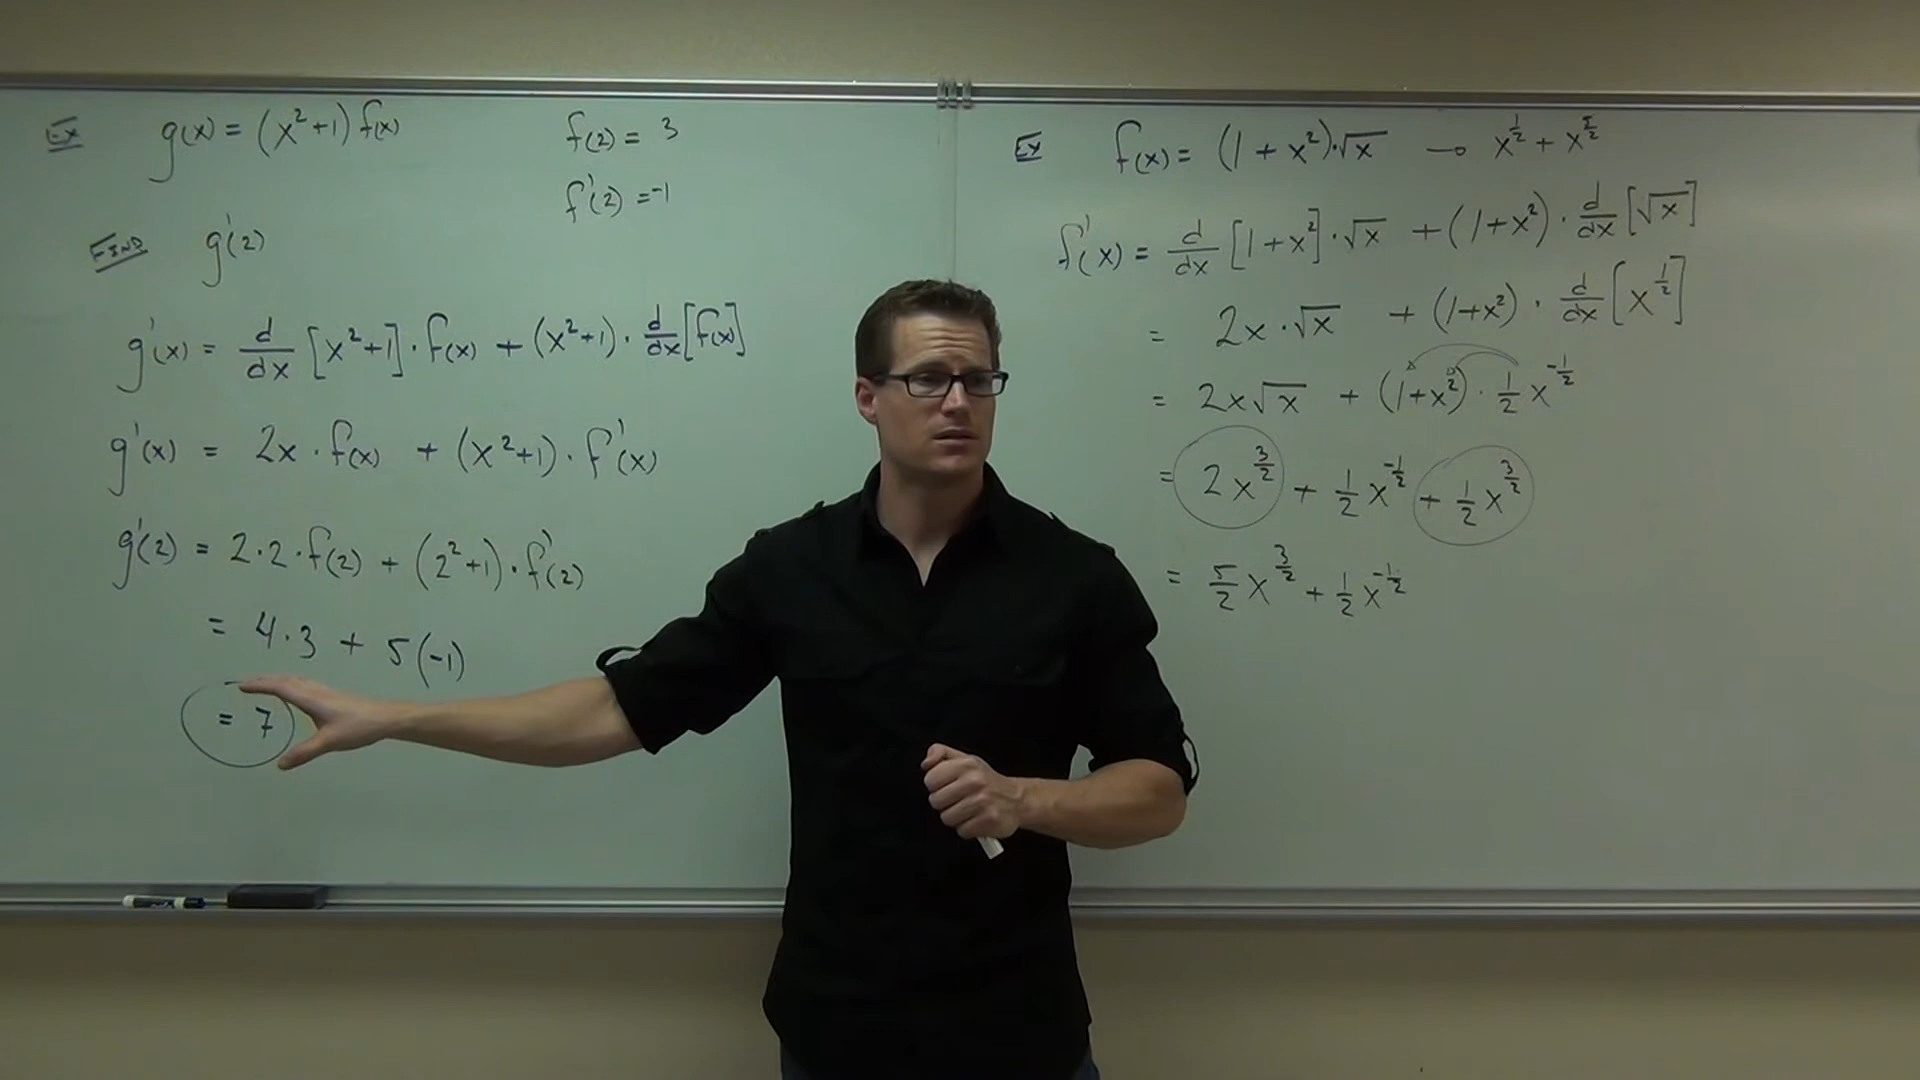 Ex g(x) = (x²+1) f(x) f(2) = 3
f'(2) = -1
FIND g'(2)
g'(x) = d/dx [x²+1] · f(x) + (x²+1) · d/dx [f(x)]
g'(x) = 2x · f(x) + (x²+1) · f'(x)
g'(2) = 2·2·f(2) + (2²+1) · f'(2)
= 4·3 + 5(-1)
= 7
Ex f(x) = (1 + x²)·√x → x^(1/2) + x^(5/2)
f'(x) = d/dx [1+x²] · √x + (1+x²) · d/dx [√x]
= 2x · √x + (1+x²) · d/dx [x^(1/2)]
= 2x√x + (1+x²) · 1/2 x^(-1/2)
= 2x^(3/2) + 1/2 x^(-1/2) + 1/2 x^(3/2)
= 5/2 x^(3/2) + 1/2 x^(-1/2)